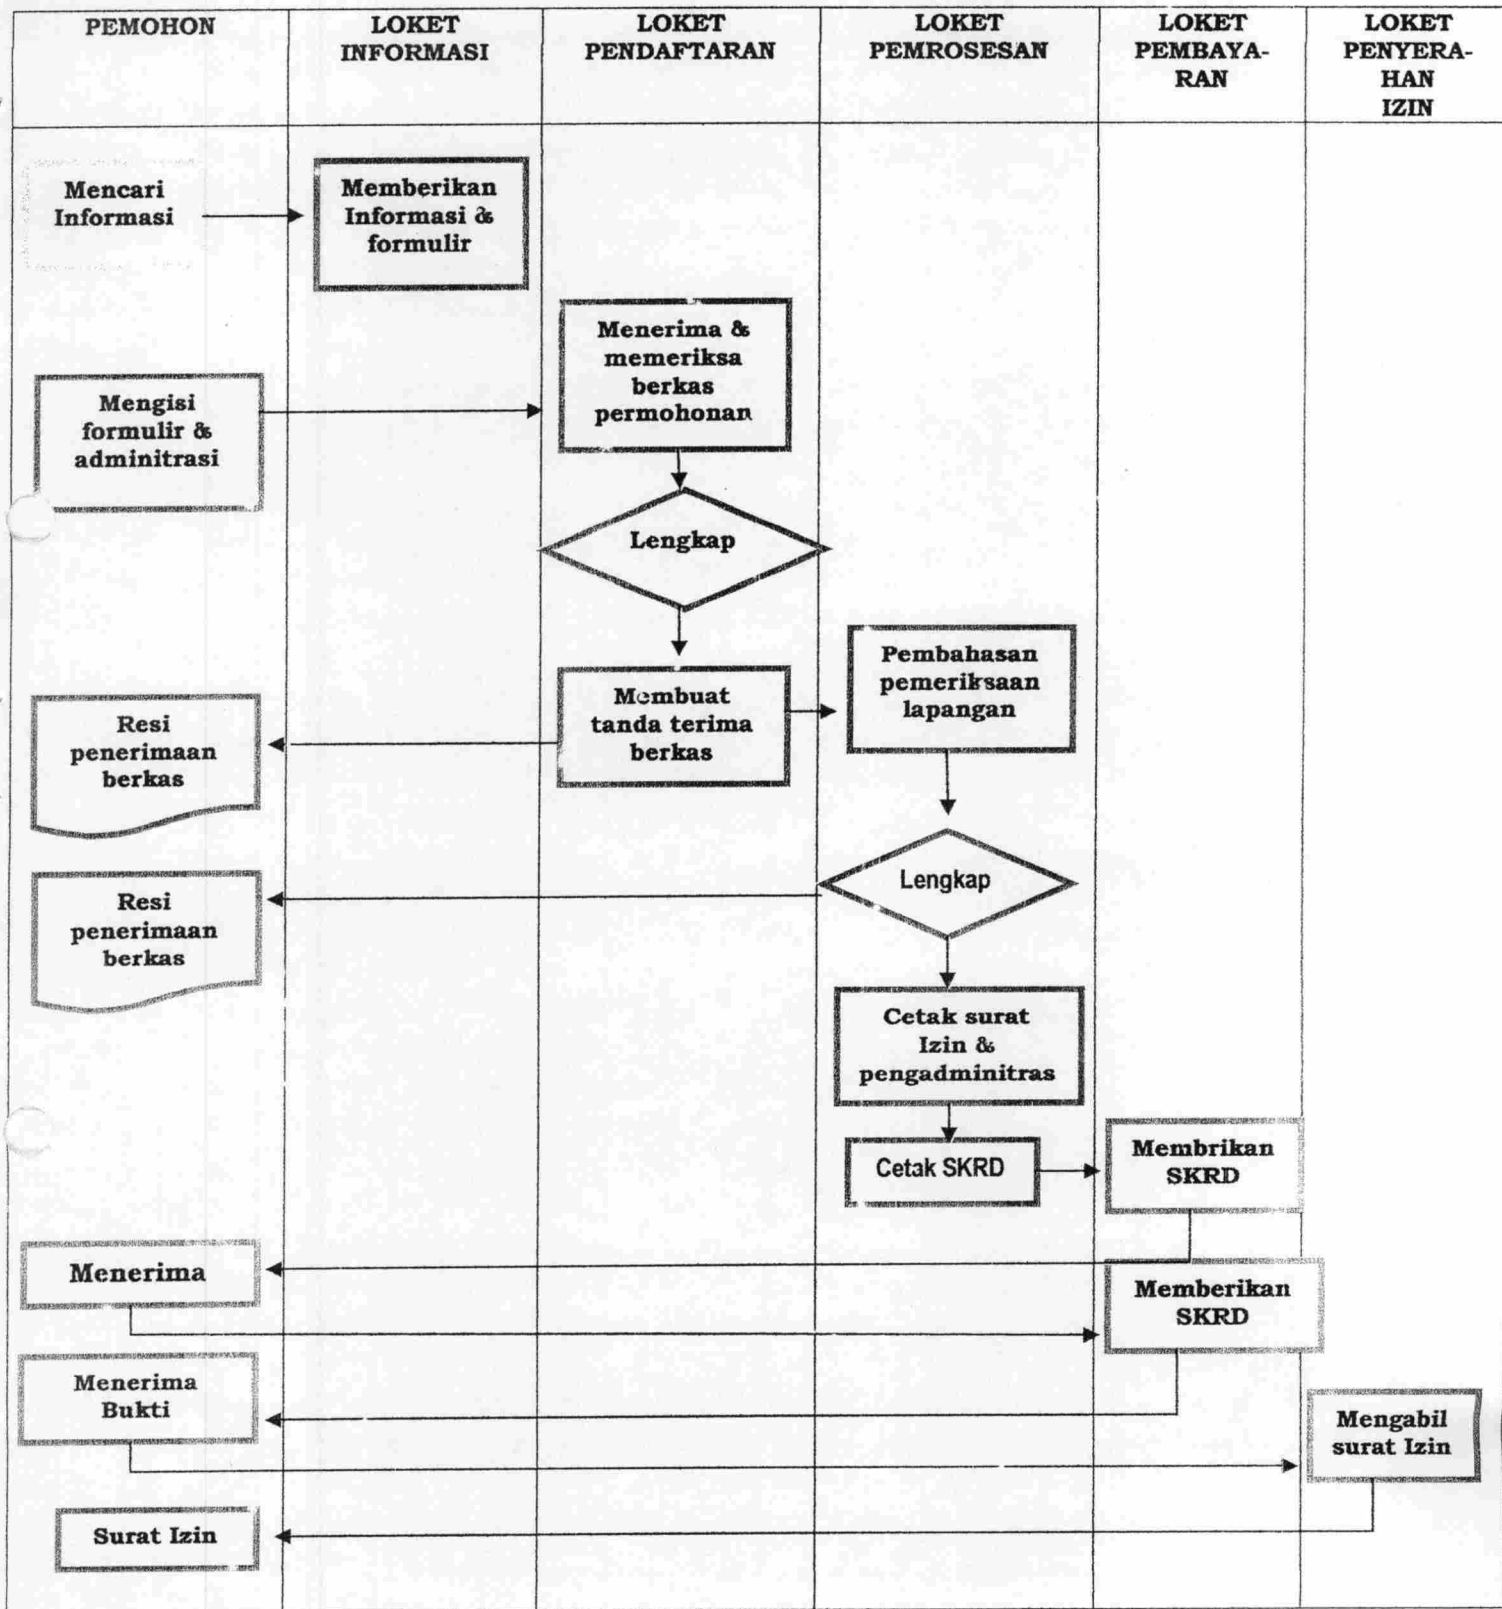 PEMOHON
LOKET
INFORMASI
LOKET
PENDAFTARAN
LOKET
PEMROSESAN
LOKET
PEMBAYA-
RAN
LOKET
PENYERA-
HAN
IZIN
Mencari
Informasi
Memberikan
Informasi &
formulir
Menerima &
memeriksa
berkas
permohonan
Mengisi
formulir &
adminitrasi
Lengkap
Pembahasan
pemeriksaan
lapangan
Membuat
tanda terima
berkas
Resi
penerimaan
berkas
Lengkap
Resi
penerimaan
berkas
Cetak surat
Izin &
pengadminitras
Cetak SKRD
Membrikan
SKRD
Menerima
Memberikan
SKRD
Menerima
Bukti
Mengabil
surat Izin
Surat Izin